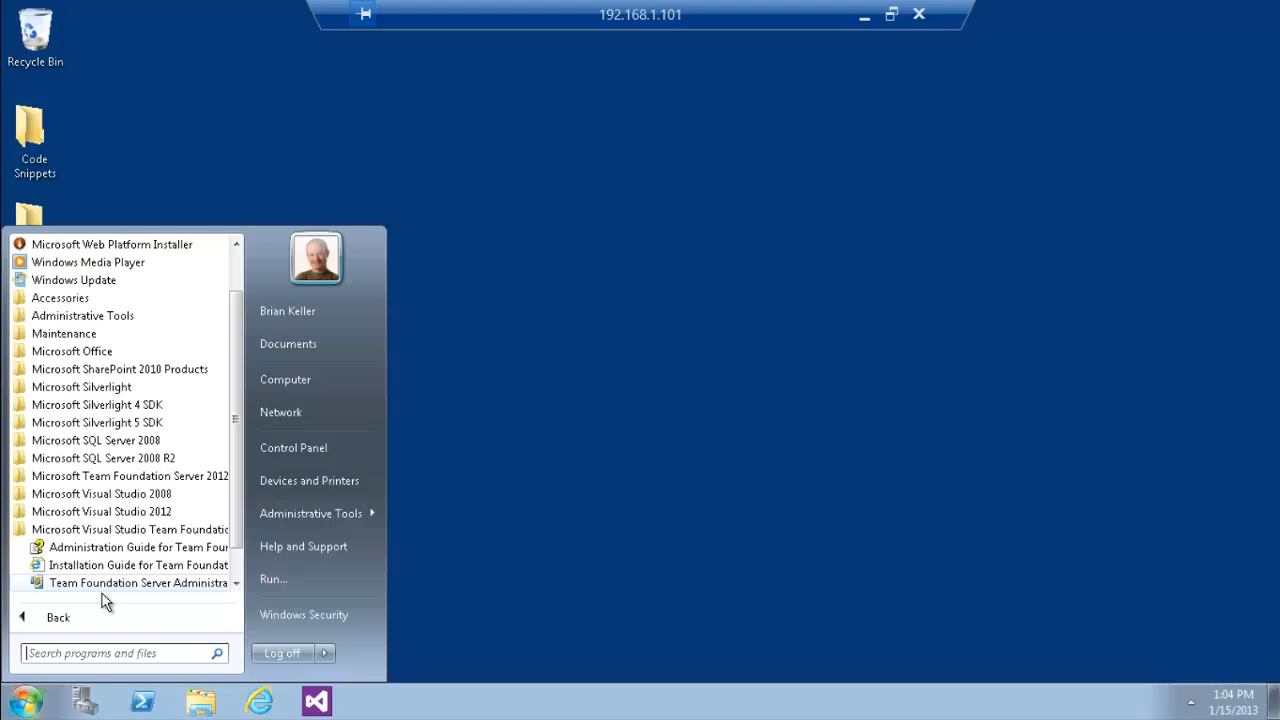 192.168.1.101
Recycle Bin
Code
Snippets
Microsoft Web Platform Installer
Windows Media Player
Windows Update
Accessories
Administrative Tools
Maintenance
Microsoft Office
Microsoft SharePoint 2010 Products
Microsoft Silverlight
Microsoft Silverlight 4 SDK
Microsoft Silverlight 5 SDK
Microsoft SQL Server 2008
Microsoft SQL Server 2008 R2
Microsoft Team Foundation Server 2012
Microsoft Visual Studio 2008
Microsoft Visual Studio 2012
Microsoft Visual Studio Team Foundatic
Administration Guide for Team Four
Installation Guide for Team Foundat
Team Foundation Server Administra
Back
Search programs and files
Brian Keller
Documents
Computer
Network
Control Panel
Devices and Printers
Administrative Tools
Help and Support
Run...
Windows Security
Log off
1:04 PM
1/15/2013